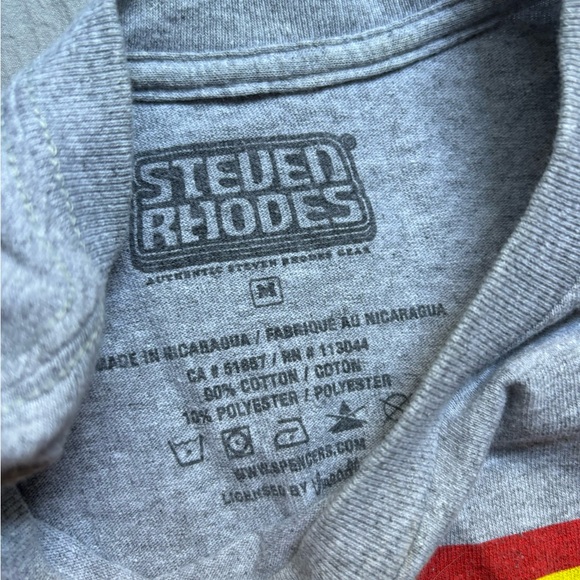 STEVEN
RHODES®
AUTHENTIC STEVEN RHODES GEAR
M
MADE IN NICARAGUA / FABRIQUÉ AU NICARAGUA
CA # 51667 / RN # 113044
90% COTTON / COTON
10% POLYESTER / POLYESTER
WWW.SPENCERS.COM
LICENSED BY